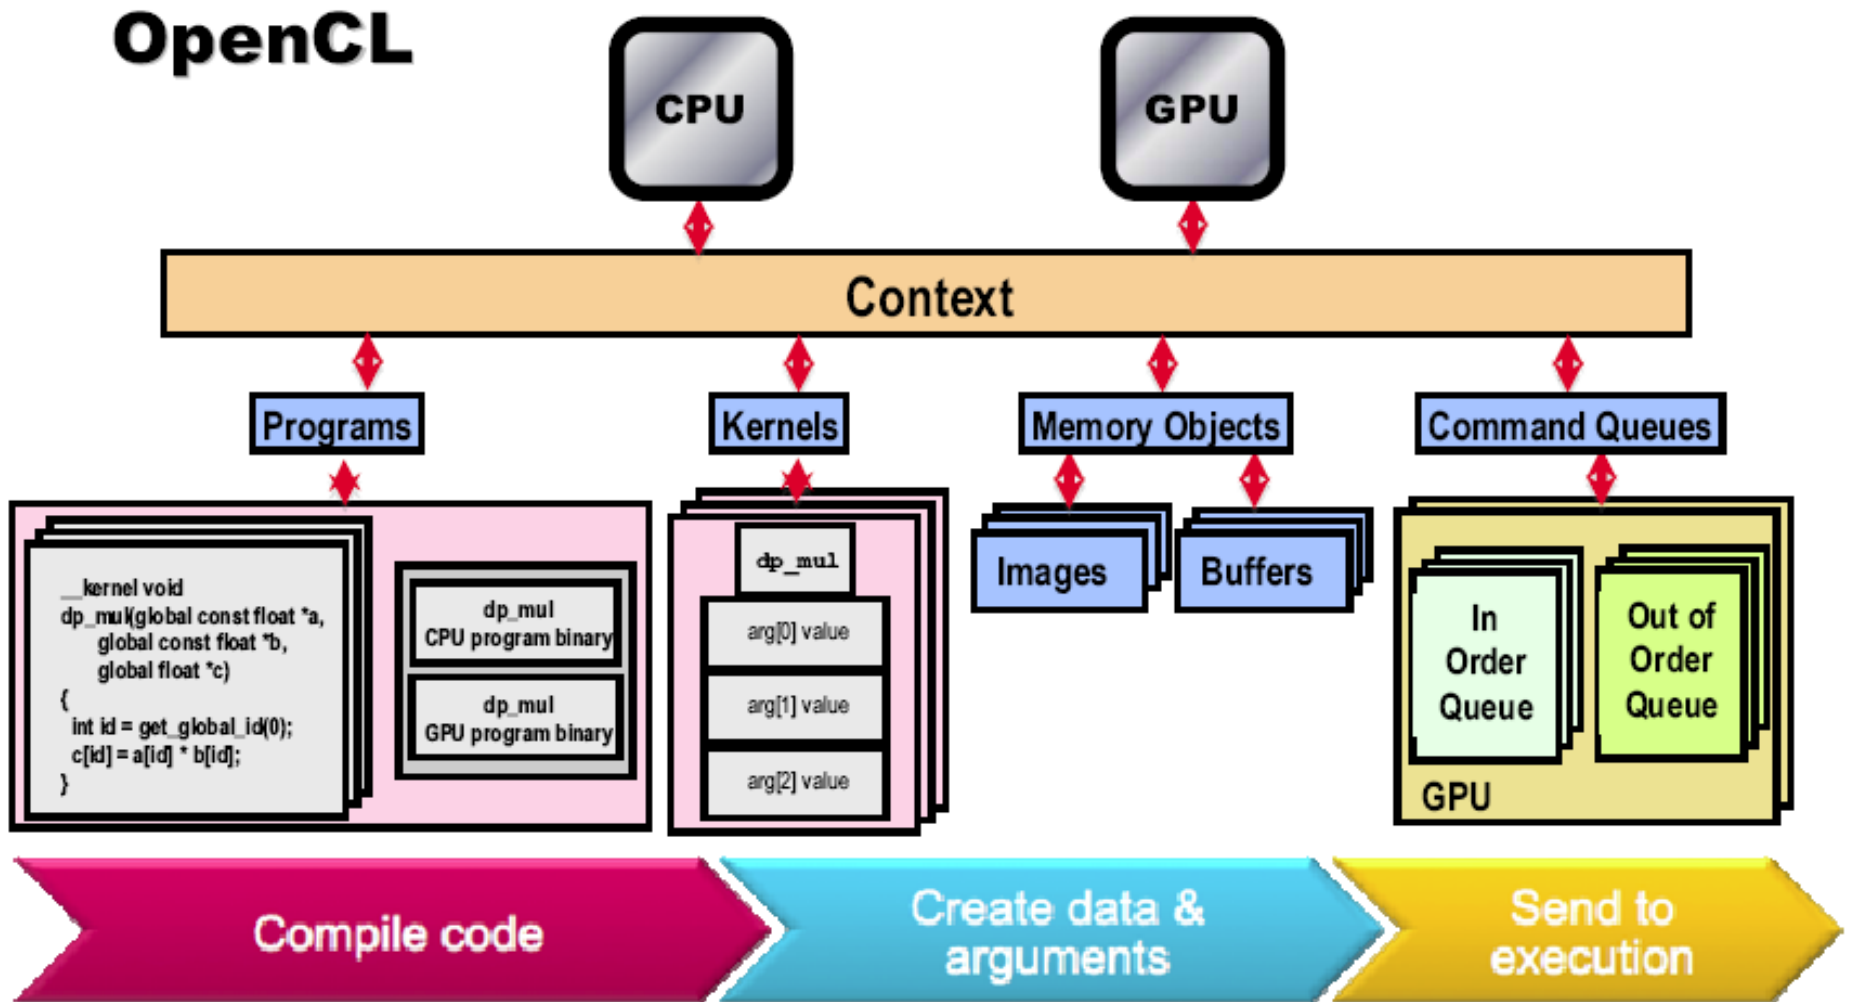 OpenCL
CPU
GPU
Context
Programs
Kernels
Memory Objects
Command Queues
__kernel void
dp_mul(global const float *a,
global const float *b,
global float *c)
{
int id = get_global_id(0);
c[id] = a[id] * b[id];
}
dp_mul
CPU program binary
dp_mul
GPU program binary
dp_mul
arg[0] value
arg[1] value
arg[2] value
Images
Buffers
In
Order
Queue
Out of
Order
Queue
GPU
Compile code
Create data &
arguments
Send to
execution